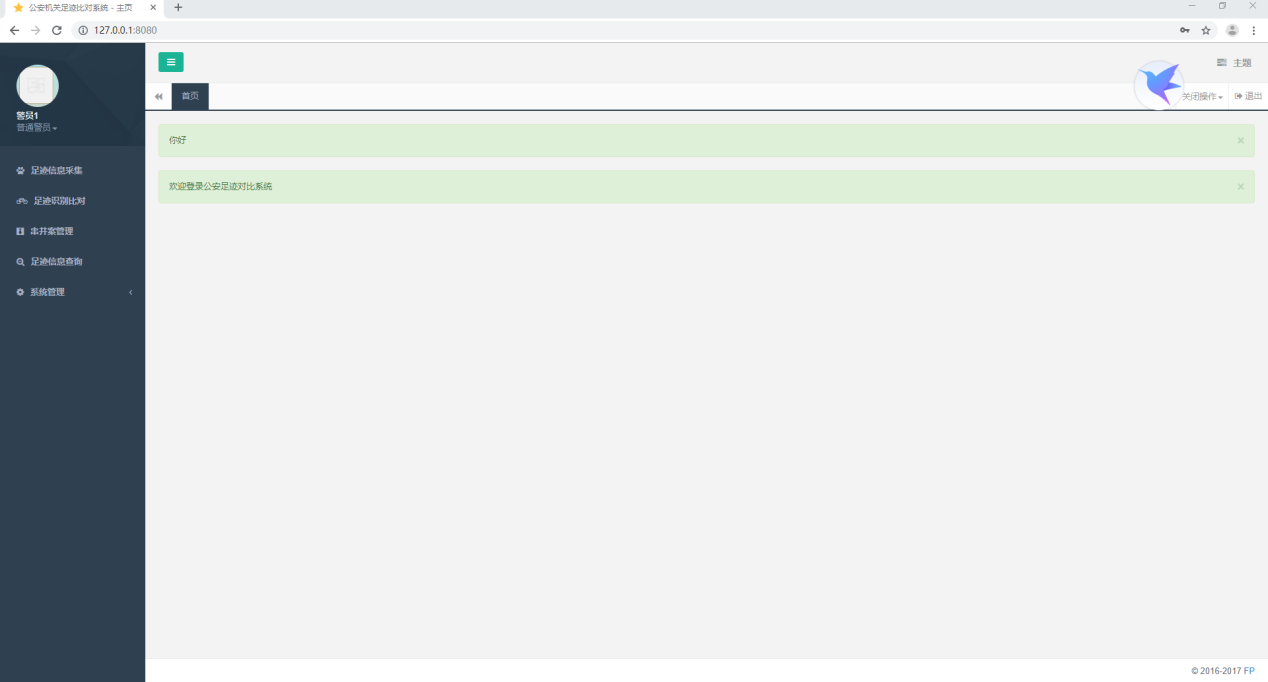 公安机关足迹比对系统 - 主页
127.0.0.1:8080
主题
首页
关闭操作
退出
警员1
普通警员
你好
欢迎登录公安足迹对比系统
足迹信息采集
足迹识别比对
串并案管理
足迹信息查询
系统管理
© 2016-2017 FP